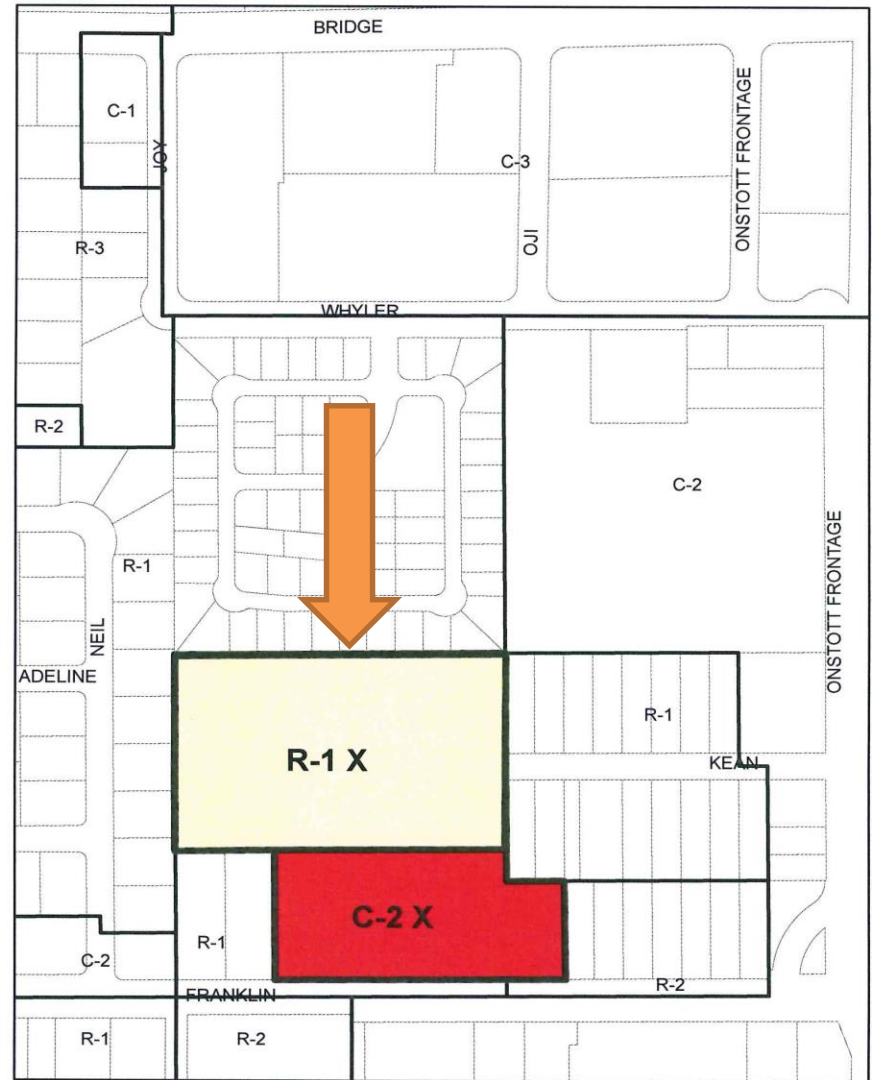 BRIDGE
C-1
JOY
C-3
ONSTOTT FRONTAGE
R-3
OJI
WHYLER
R-2
C-2
R-1
NEIL
ONSTOTT FRONTAGE
ADELINE
R-1
R-1 X
KEAN
C-2 X
R-1
C-2
R-2
FRANKLIN
R-1
R-2